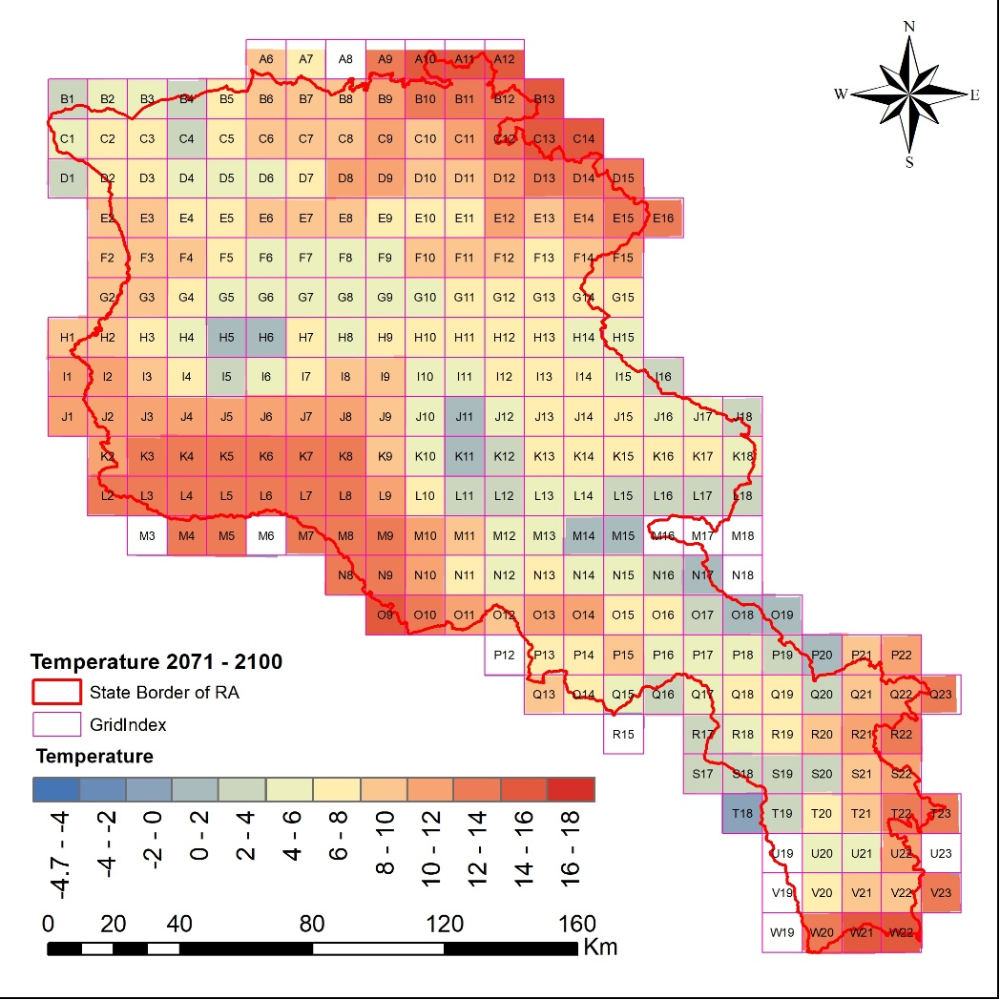 N
W E
S
A6 A7 A8 A9 A10 A11 A12
B1 B2 B3 B4 B5 B6 B7 B8 B9 B10 B11 B12 B13
C1 C2 C3 C4 C5 C6 C7 C8 C9 C10 C11 C12 C13 C14
D1 D2 D3 D4 D5 D6 D7 D8 D9 D10 D11 D12 D13 D14 D15
E2 E3 E4 E5 E6 E7 E8 E9 E10 E11 E12 E13 E14 E15 E16
F2 F3 F4 F5 F6 F7 F8 F9 F10 F11 F12 F13 F14 F15
G2 G3 G4 G5 G6 G7 G8 G9 G10 G11 G12 G13 G14 G15
H1 H2 H3 H4 H5 H6 H7 H8 H9 H10 H11 H12 H13 H14 H15
I1 I2 I3 I4 I5 I6 I7 I8 I9 I10 I11 I12 I13 I14 I15 I16
J1 J2 J3 J4 J5 J6 J7 J8 J9 J10 J11 J12 J13 J14 J15 J16 J17 J18
K2 K3 K4 K5 K6 K7 K8 K9 K10 K11 K12 K13 K14 K15 K16 K17 K18
L2 L3 L4 L5 L6 L7 L8 L9 L10 L11 L12 L13 L14 L15 L16 L17 L18
M3 M4 M5 M6 M7 M8 M9 M10 M11 M12 M13 M14 M15 M16 M17 M18
N8 N9 N10 N11 N12 N13 N14 N15 N16 N17 N18
O9 O10 O11 O12 O13 O14 O15 O16 O17 O18 O19
P12 P13 P14 P15 P16 P17 P18 P19 P20 P21 P22
Q13 Q14 Q15 Q16 Q17 Q18 Q19 Q20 Q21 Q22 Q23
R15 R17 R18 R19 R20 R21 R22
S17 S18 S19 S20 S21 S22
T18 T19 T20 T21 T22 T23
U19 U20 U21 U22 U23
V19 V20 V21 V22 V23
W19 W20 W21 W22
Temperature 2071 - 2100
State Border of RA
GridIndex
Temperature
-4.7 - -4
-4 - -2
-2 - 0
0 - 2
2 - 4
4 - 6
6 - 8
8 - 10
10 - 12
12 - 14
14 - 16
16 - 18
0 20 40 80 120 160
Km